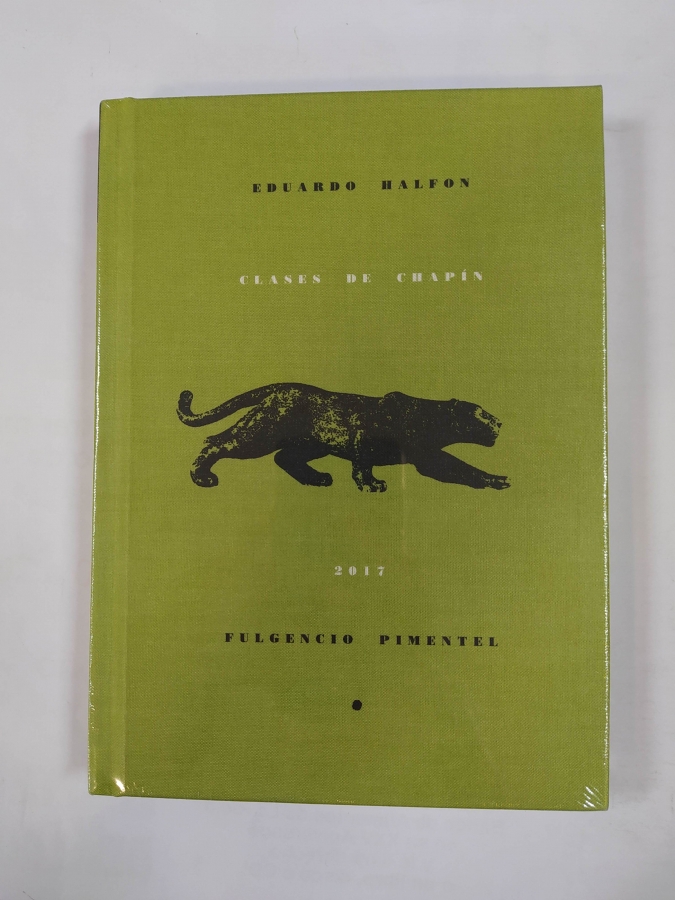 EDUARDO HALFON
CLASES DE CHAPÍN
2017
FULGENCIO PIMENTEL